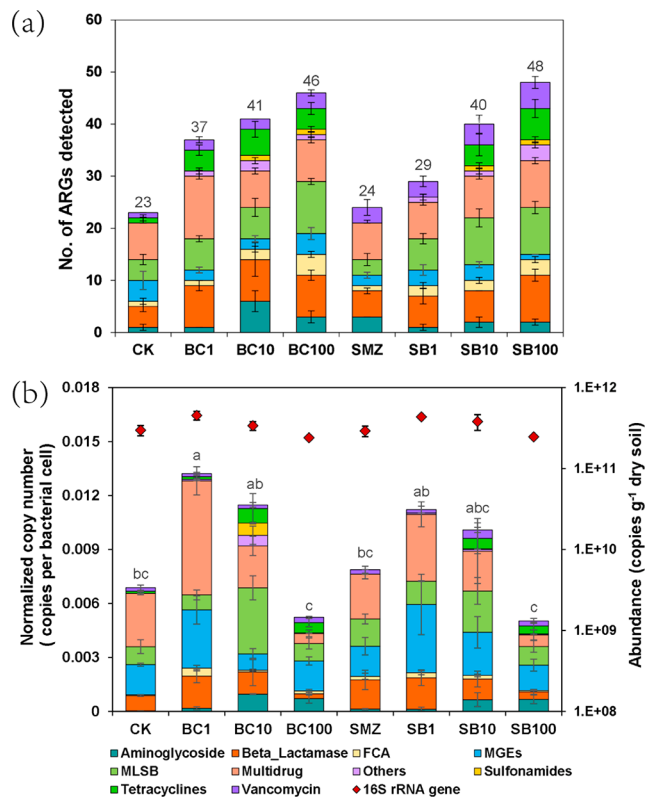 (a)
60
50
40
30
20
10
0
No. of ARGs detected
23
37
41
46
24
29
40
48
CK BC1 BC10 BC100 SMZ SB1 SB10 SB100
(b)
0.018
0.015
0.012
0.009
0.006
0.003
0
Normalized copy number
( copies per bacterial cell)
bc
a
ab
c
bc
ab
abc
c
1.E+12
1.E+11
1.E+10
1.E+09
1.E+08
Abundance (copies g-1 dry soil)
CK BC1 BC10 BC100 SMZ SB1 SB10 SB100
Aminoglycoside Beta_Lactamase FCA MGEs
MLSB Multidrug Others Sulfonamides
Tetracyclines Vancomycin 16S rRNA gene